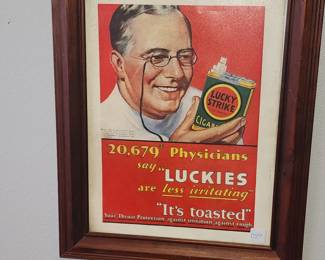 LUCKY
STRIKE
CIGARETTES
20,679 Physicians
say "LUCKIES
are less irritating"
"It's toasted"
Your Throat Protection against irritation against cough